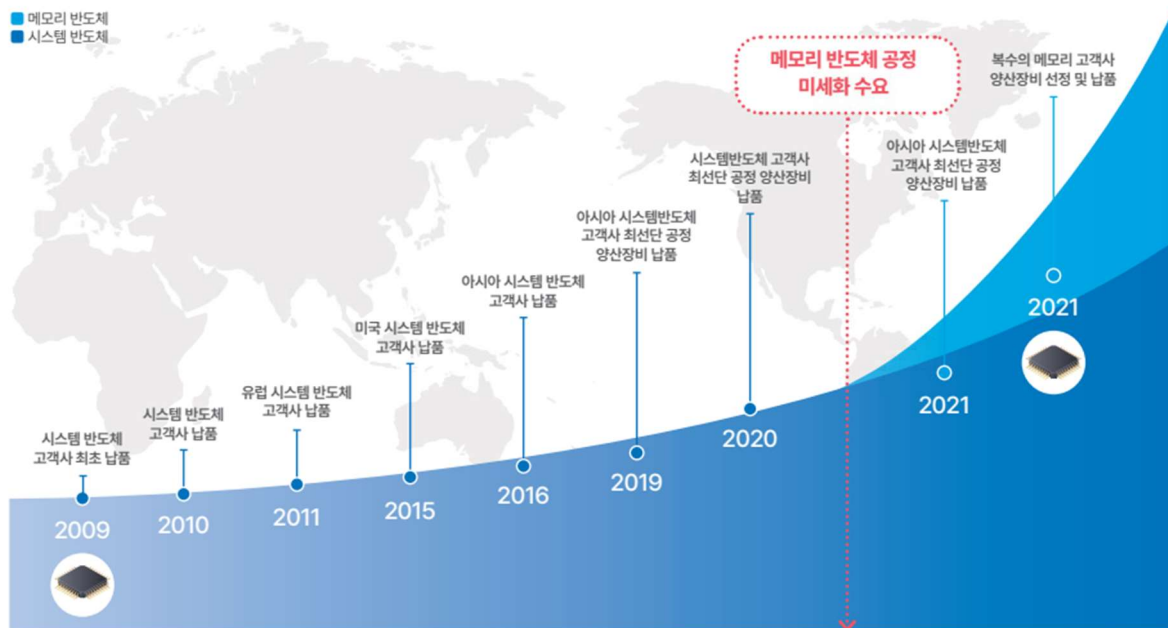 메모리 반도체
시스템 반도체
메모리 반도체 공정
미세화 수요
시스템 반도체
고객사 최초 납품
2009
시스템 반도체
고객사 납품
2010
유럽 시스템 반도체
고객사 납품
2011
미국 시스템 반도체
고객사 납품
2015
아시아 시스템 반도체
고객사 납품
2016
아시아 시스템반도체
고객사 최선단 공정
양산장비 납품
2019
시스템반도체 고객사
최선단 공정 양산장비
납품
2020
아시아 시스템반도체
고객사 최선단 공정
양산장비 납품
2021
복수의 메모리 고객사
양산장비 선정 및 납품
2021